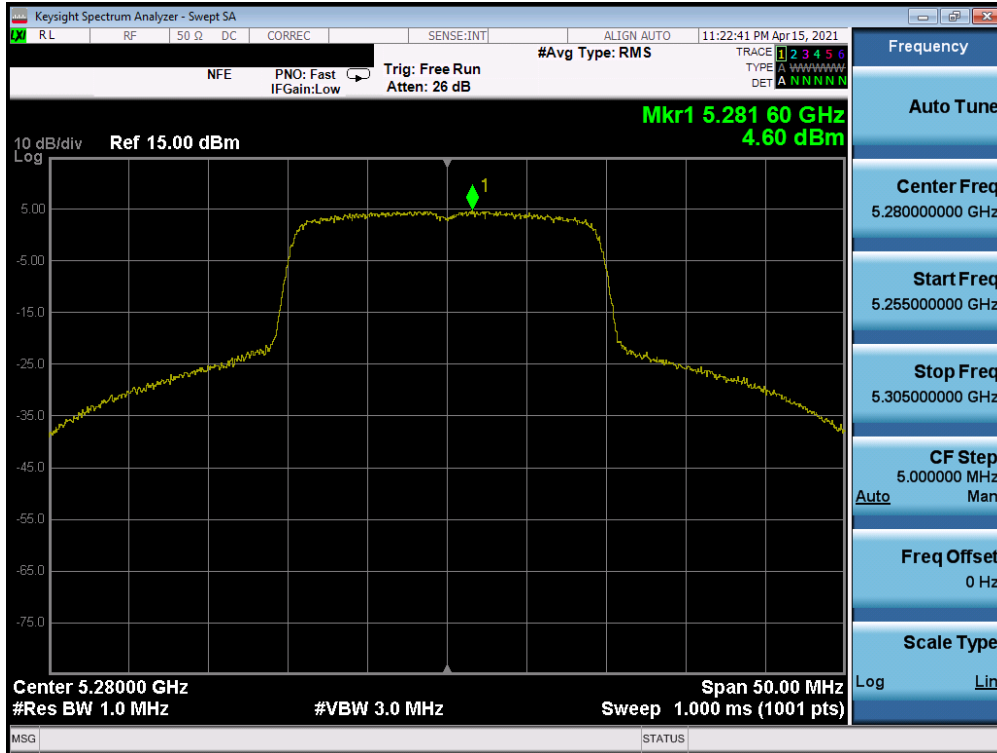 Keysight Spectrum Analyzer - Swept SA
LXI RL RF 50 Ω DC CORREC SENSE:INT ALIGN AUTO 11:22:41 PM Apr 15, 2021
NFE PNO: Fast IFGain:Low Trig: Free Run Atten: 26 dB #Avg Type: RMS
TRACE 1 2 3 4 5 6
TYPE A WWWWW
DET A N N N N N
Mkr1 5.281 60 GHz
4.60 dBm
10 dB/div Ref 15.00 dBm
Log
1
5.00
-5.00
-15.0
-25.0
-35.0
-45.0
-55.0
-65.0
-75.0
Center 5.28000 GHz Span 50.00 MHz
#Res BW 1.0 MHz #VBW 3.0 MHz Sweep 1.000 ms (1001 pts)
MSG STATUS
Frequency
Auto Tune
Center Freq
5.280000000 GHz
Start Freq
5.255000000 GHz
Stop Freq
5.305000000 GHz
CF Step
5.000000 MHz
Auto Man
Freq Offset
0 Hz
Scale Type
Log Lin